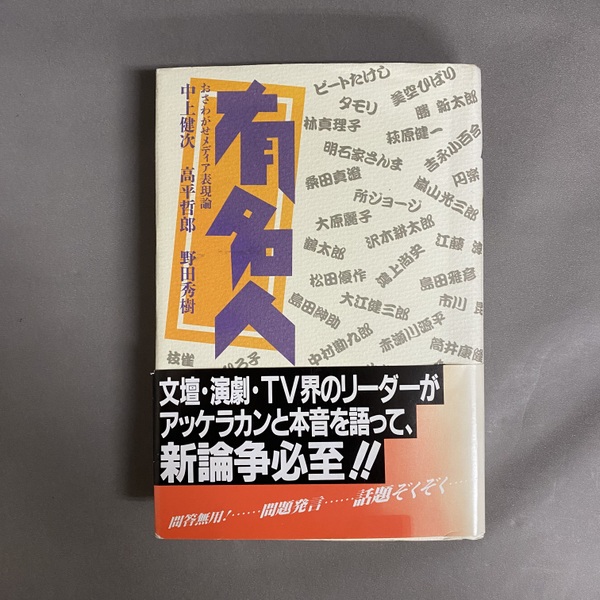 有名人
おさわがせメディア表現論
中上健次 高平哲郎 野田秀樹
ビートたけし
美空ひばり
タモリ
勝 新太郎
林真理子
萩原健一
吉永小百合
明石家さんま
桑田真澄
円楽
嵐山光三郎
所ジョージ
大原麗子
沢木耕太郎
江藤
鶴太郎
鴻上尚史
松田優作
島田雅彦
大江健三郎
市川
島田紳助
赤瀬川源平
中村勘九郎
筒井康隆
枝雀
ろ子
文壇・演劇・TV界のリーダーが
アッケラカンと本音を語って、
新論争必至!!
問答無用!……問題発言……話題ぞくぞく……